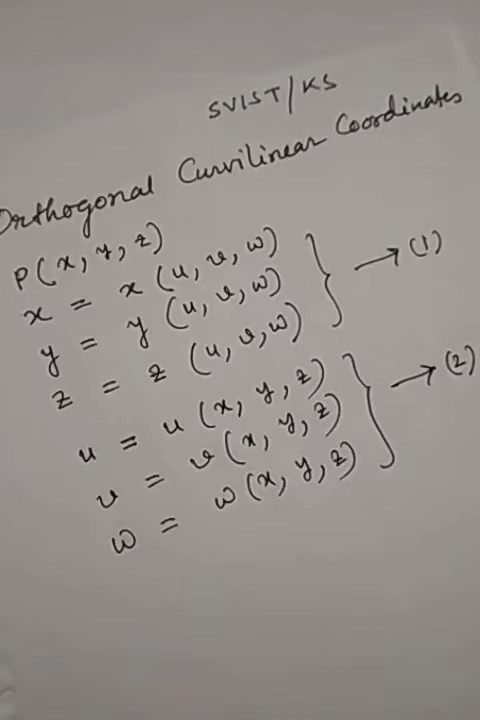 SVIST/KS
Orthogonal Curvilinear Coordinates
P(x, y, z)
x = x (u, v, w)
y = y (u, v, w)
z = z (u, v, w) } → (1)
u = u (x, y, z)
v = v (x, y, z)
w = w (x, y, z) } → (2)